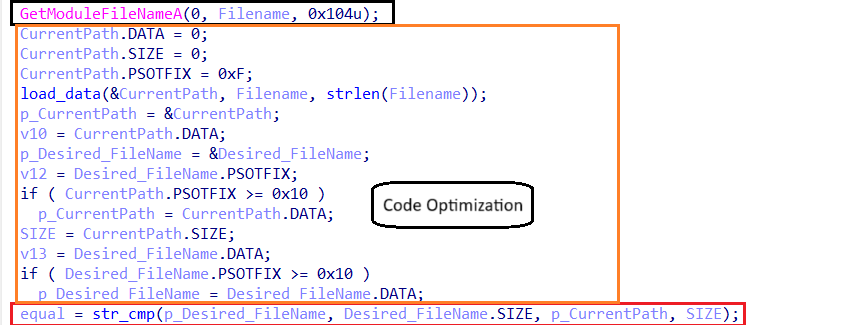 GetModuleFileNameA(0, Filename, 0x104u);
CurrentPath.DATA = 0;
CurrentPath.SIZE = 0;
CurrentPath.PSOTFIX = 0xF;
load_data(&CurrentPath, Filename, strlen(Filename));
p_CurrentPath = &CurrentPath;
v10 = CurrentPath.DATA;
p_Desired_FileName = &Desired_FileName;
v12 = Desired_FileName.PSOTFIX;
if ( CurrentPath.PSOTFIX >= 0x10 )
p_CurrentPath = CurrentPath.DATA;
Code Optimization
SIZE = CurrentPath.SIZE;
v13 = Desired_FileName.DATA;
if ( Desired_FileName.PSOTFIX >= 0x10 )
p_Desired_FileName = Desired_FileName.DATA;
equal = str_cmp(p_Desired_FileName, Desired_FileName.SIZE, p_CurrentPath, SIZE);